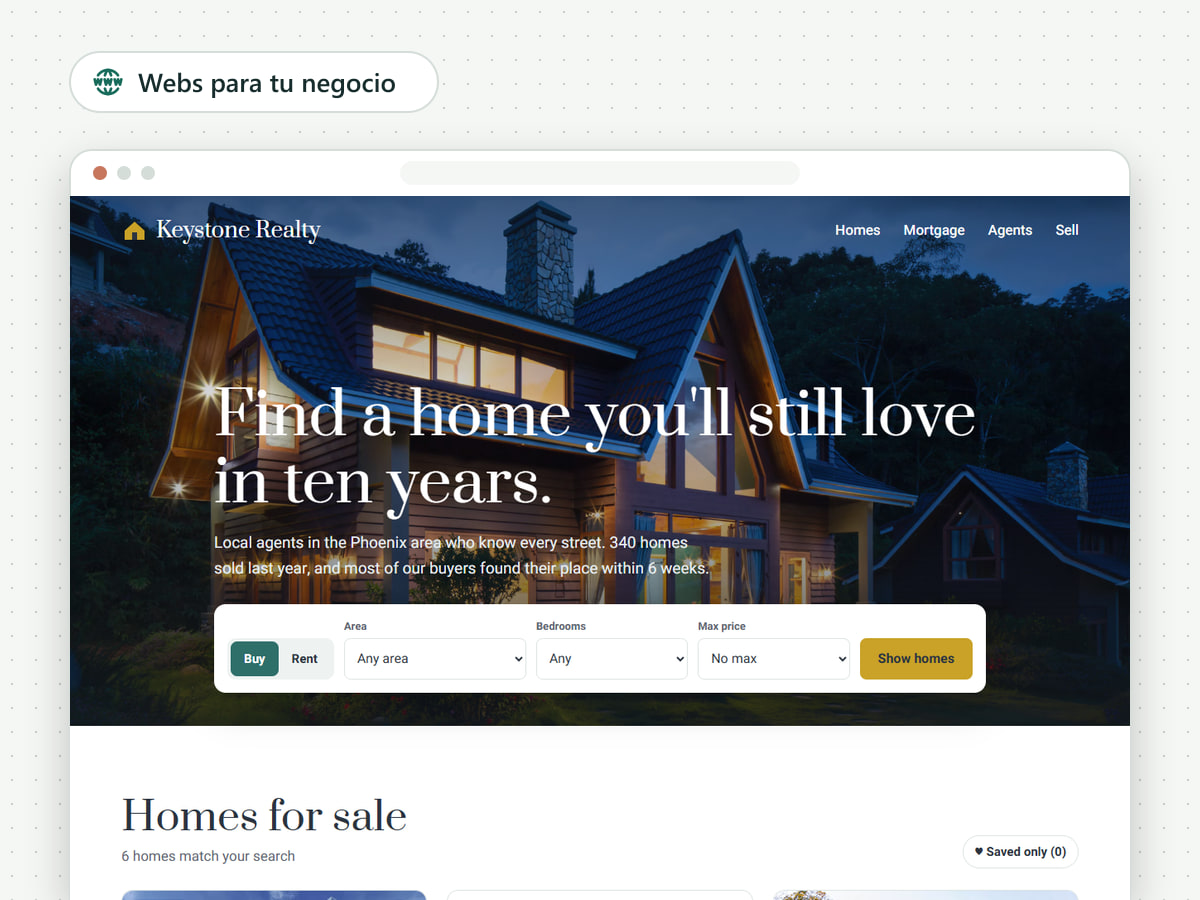 www
Webs para tu negocio
Keystone Realty
Homes Mortgage Agents Sell
Find a home you'll still love
in ten years.
Local agents in the Phoenix area who know every street. 340 homes
sold last year, and most of our buyers found their place within 6 weeks.
Area Bedrooms Max price
Buy Rent Any area Any No max Show homes
Homes for sale
6 homes match your search
♥ Saved only (0)